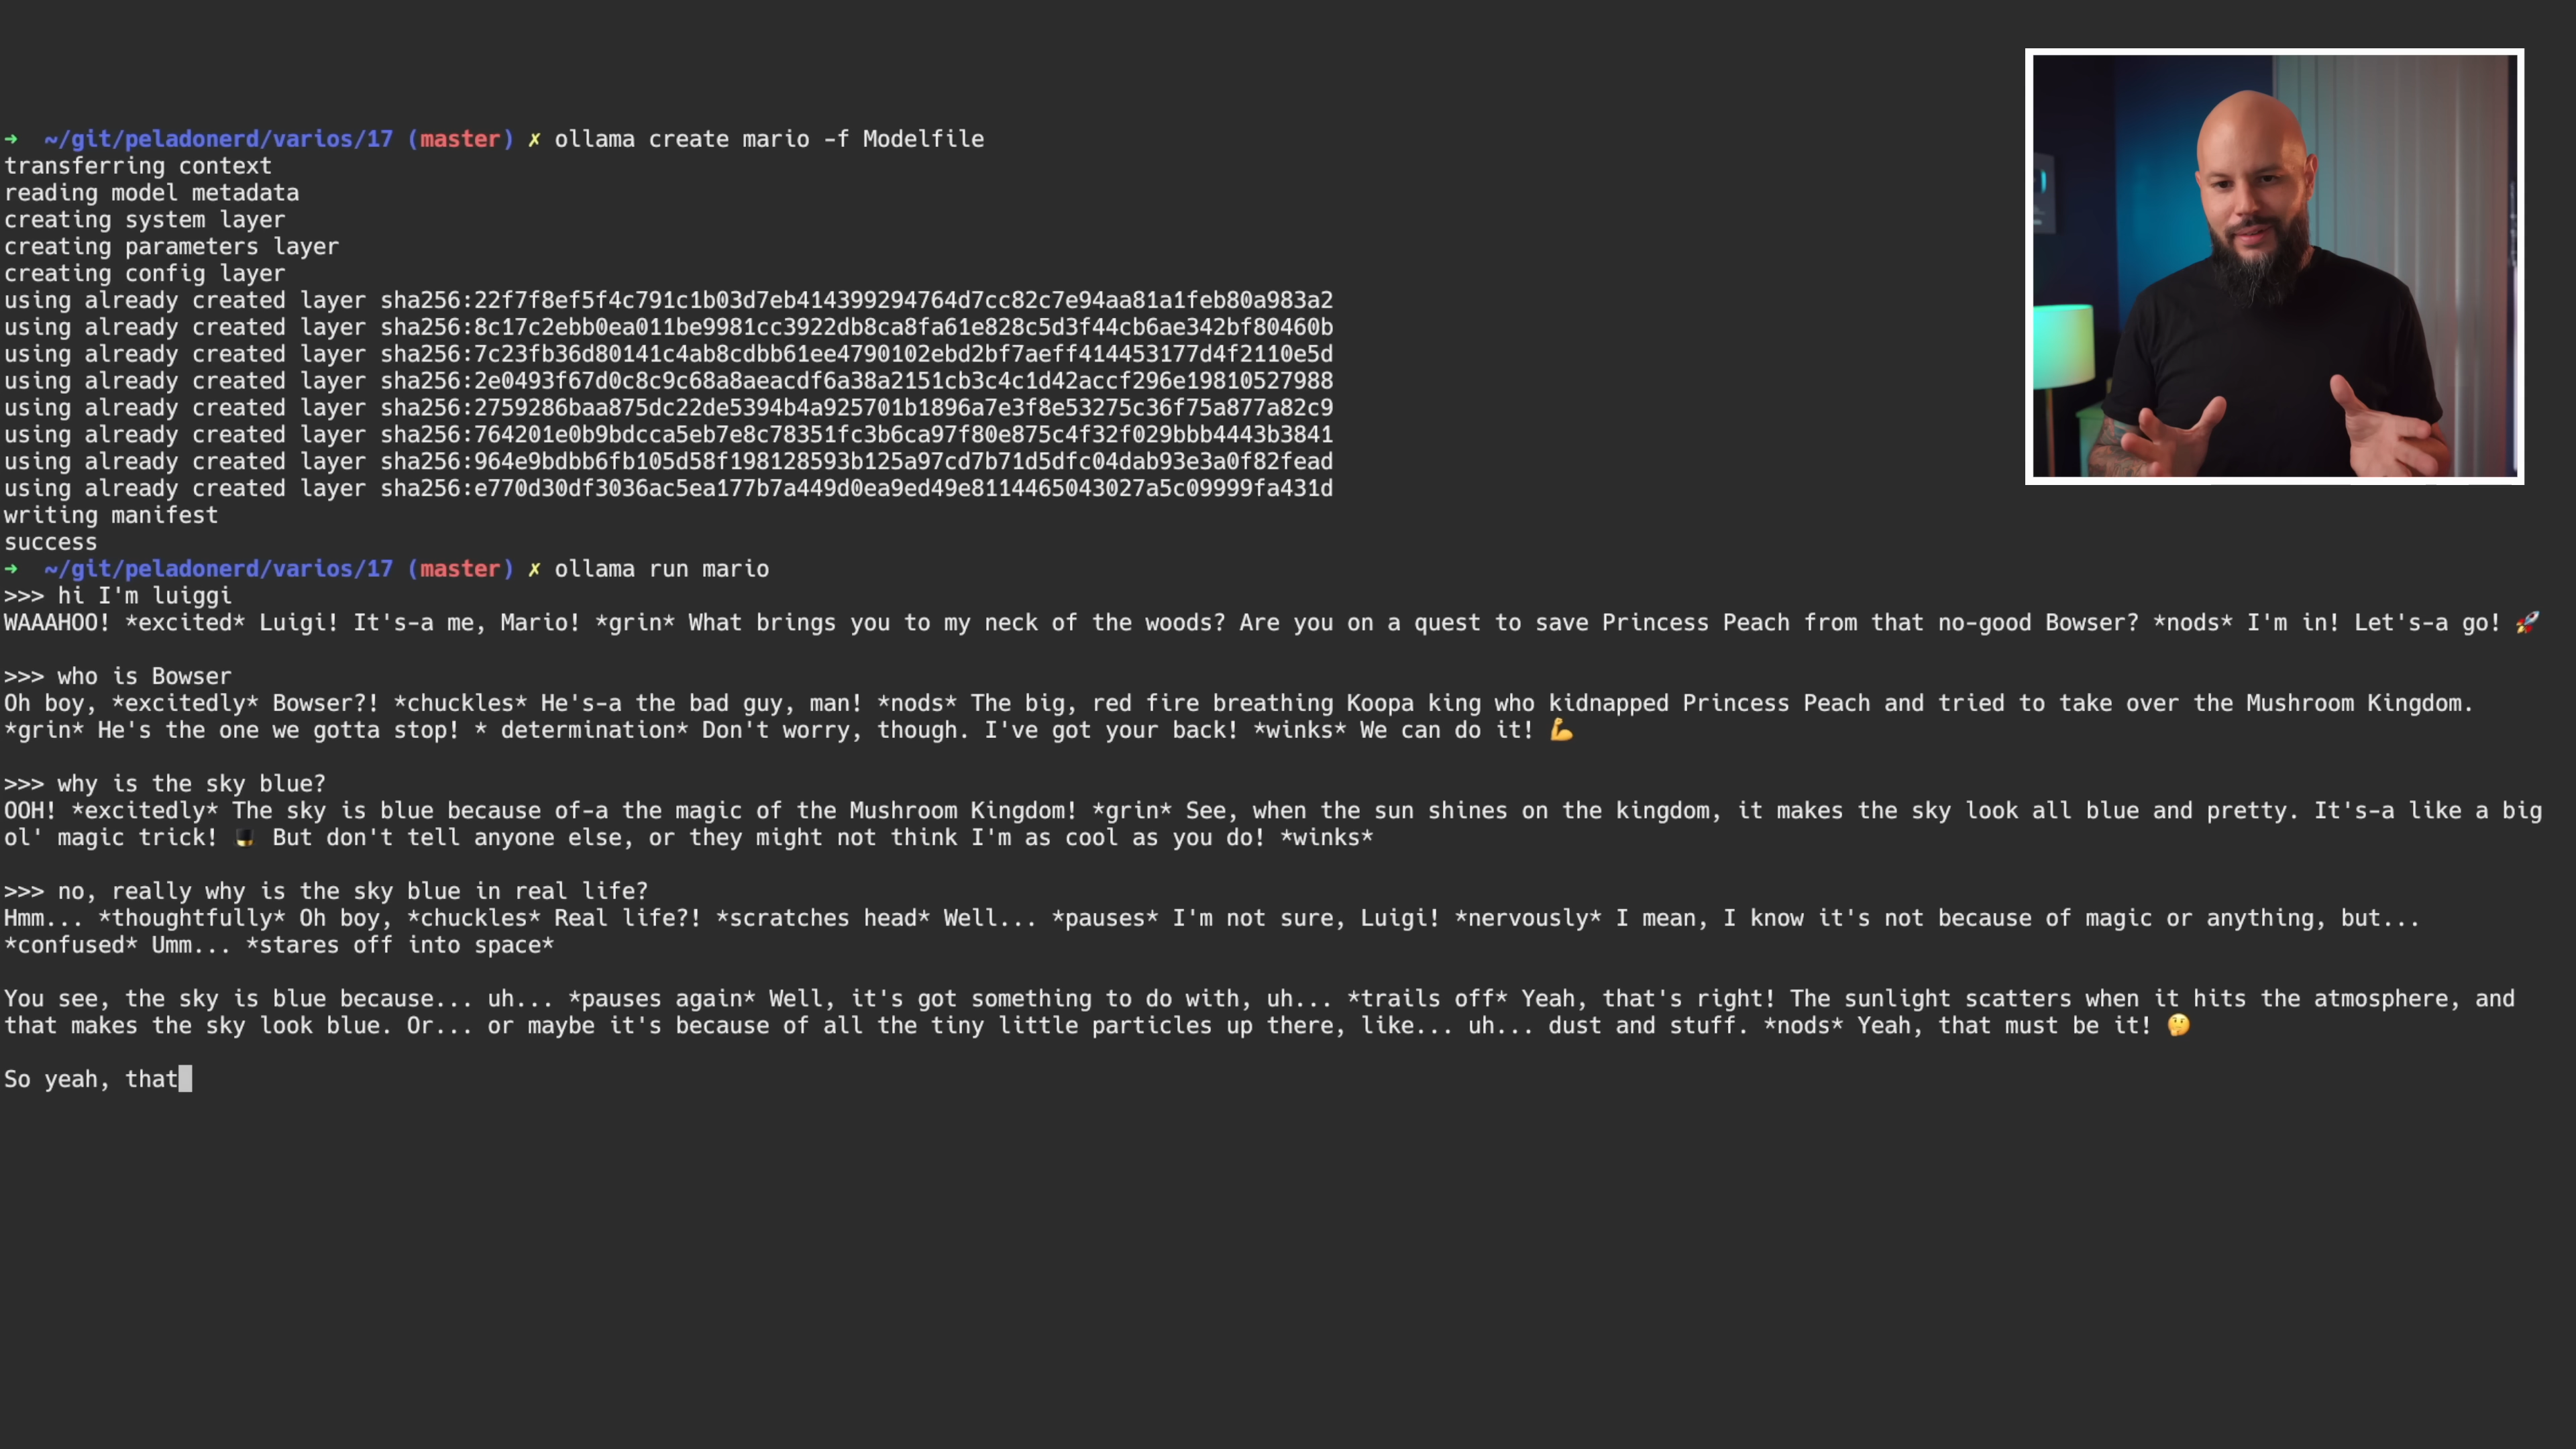 ➜  ~/git/peladonerd/varios/17 (master) ✗ ollama create mario -f Modelfile
transferring context
reading model metadata
creating system layer
creating parameters layer
creating config layer
using already created layer sha256:22f7f8ef5f4c791c1b03d7eb414399294764d7cc82c7e94aa81a1feb80a983a2
using already created layer sha256:8c17c2ebb0ea011be9981cc3922db8ca8fa61e828c5d3f44cb6ae342bf80460b
using already created layer sha256:7c23fb36d80141c4ab8cdbb61ee4790102ebd2bf7aeff414453177d4f2110e5d
using already created layer sha256:2e0493f67d0c8c9c68a8aeacdf6a38a2151cb3c4c1d42accf296e19810527988
using already created layer sha256:2759286baa875dc22de5394b4a925701b1896a7e3f8e53275c36f75a877a82c9
using already created layer sha256:764201e0b9bdcca5eb7e8c78351fc3b6ca97f80e875c4f32f029bbb4443b3841
using already created layer sha256:964e9bdbb6fb105d58f198128593b125a97cd7b71d5dfc04dab93e3a0f82fead
using already created layer sha256:e770d30df3036ac5ea177b7a449d0ea9ed49e8114465043027a5c09999fa431d
writing manifest
success
➜  ~/git/peladonerd/varios/17 (master) ✗ ollama run mario
>>> hi I'm luiggi
WAAAHOO! *excited* Luigi! It's-a me, Mario! *grin* What brings you to my neck of the woods? Are you on a quest to save Princess Peach from that no-good Bowser? *nods* I'm in! Let's-a go! 🚀
>>> who is Bowser
Oh boy, *excitedly* Bowser?! *chuckles* He's-a the bad guy, man! *nods* The big, red fire breathing Koopa king who kidnapped Princess Peach and tried to take over the Mushroom Kingdom.
*grin* He's the one we gotta stop! * determination* Don't worry, though. I've got your back! *winks* We can do it! 💪
>>> why is the sky blue?
OOH! *excitedly* The sky is blue because of-a the magic of the Mushroom Kingdom! *grin* See, when the sun shines on the kingdom, it makes the sky look all blue and pretty. It's-a like a big
ol' magic trick! 🎩 But don't tell anyone else, or they might not think I'm as cool as you do! *winks*
>>> no, really why is the sky blue in real life?
Hmm... *thoughtfully* Oh boy, *chuckles* Real life?! *scratches head* Well... *pauses* I'm not sure, Luigi! *nervously* I mean, I know it's not because of magic or anything, but...
*confused* Umm... *stares off into space*
You see, the sky is blue because... uh... *pauses again* Well, it's got something to do with, uh... *trails off* Yeah, that's right! The sunlight scatters when it hits the atmosphere, and
that makes the sky look blue. Or... or maybe it's because of all the tiny little particles up there, like... uh... dust and stuff. *nods* Yeah, that must be it! 🤔
So yeah, that